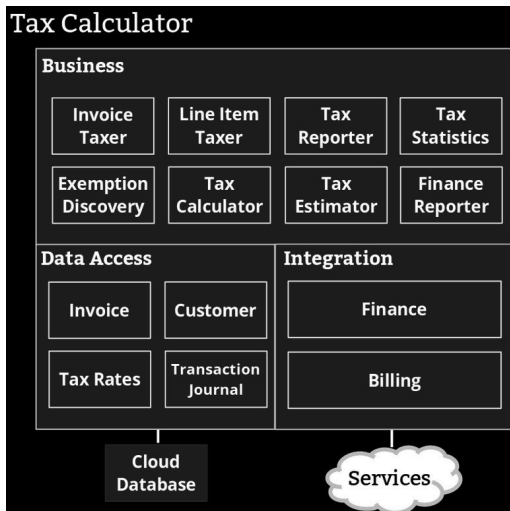 Tax Calculator
Business
Invoice
Taxer
Line Item
Taxer
Tax
Reporter
Tax
Statistics
Exemption
Discovery
Tax
Calculator
Tax
Estimator
Finance
Reporter
Data Access
Invoice
Customer
Tax Rates
Transaction
Journal
Integration
Finance
Billing
Cloud
Database
Services